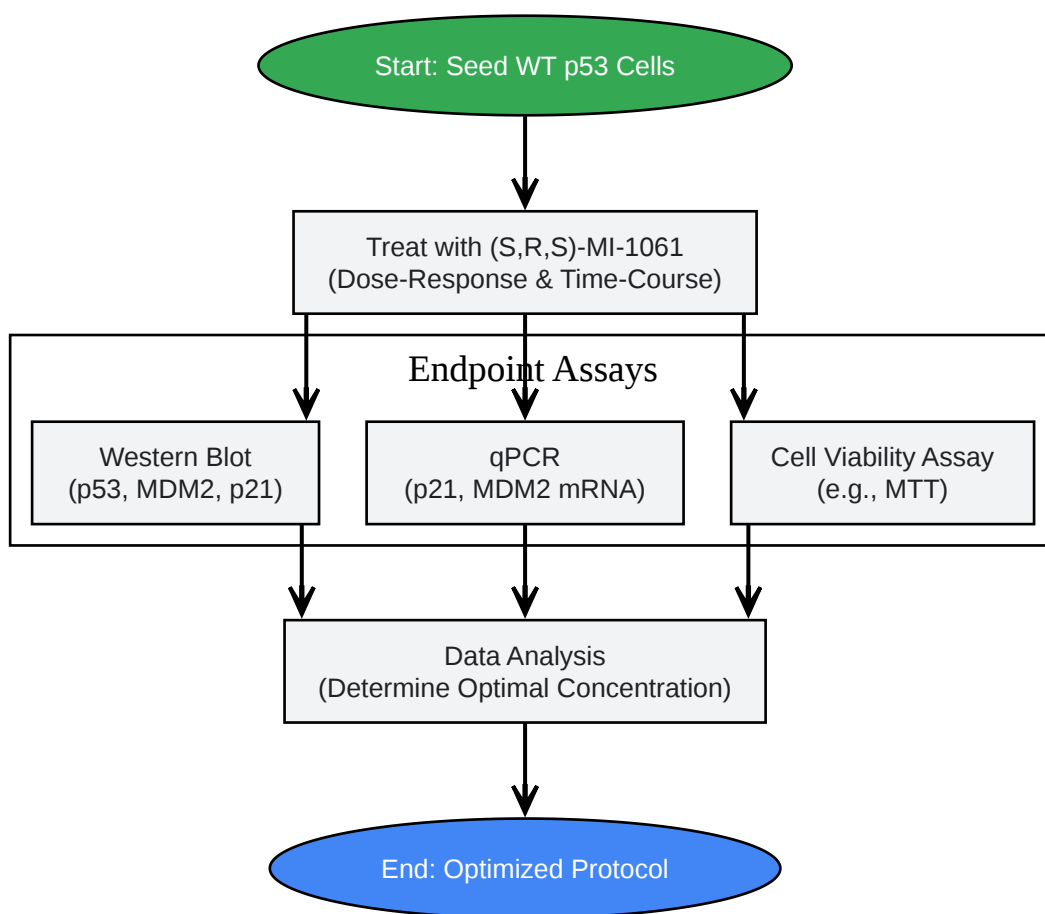 Start: Seed WT p53 Cells
Treat with (S,R,S)-MI-1061
(Dose-Response & Time-Course)
Endpoint Assays
Western Blot
(p53, MDM2, p21)
qPCR
(p21, MDM2 mRNA)
Cell Viability Assay
(e.g., MTT)
Data Analysis
(Determine Optimal Concentration)
End: Optimized Protocol